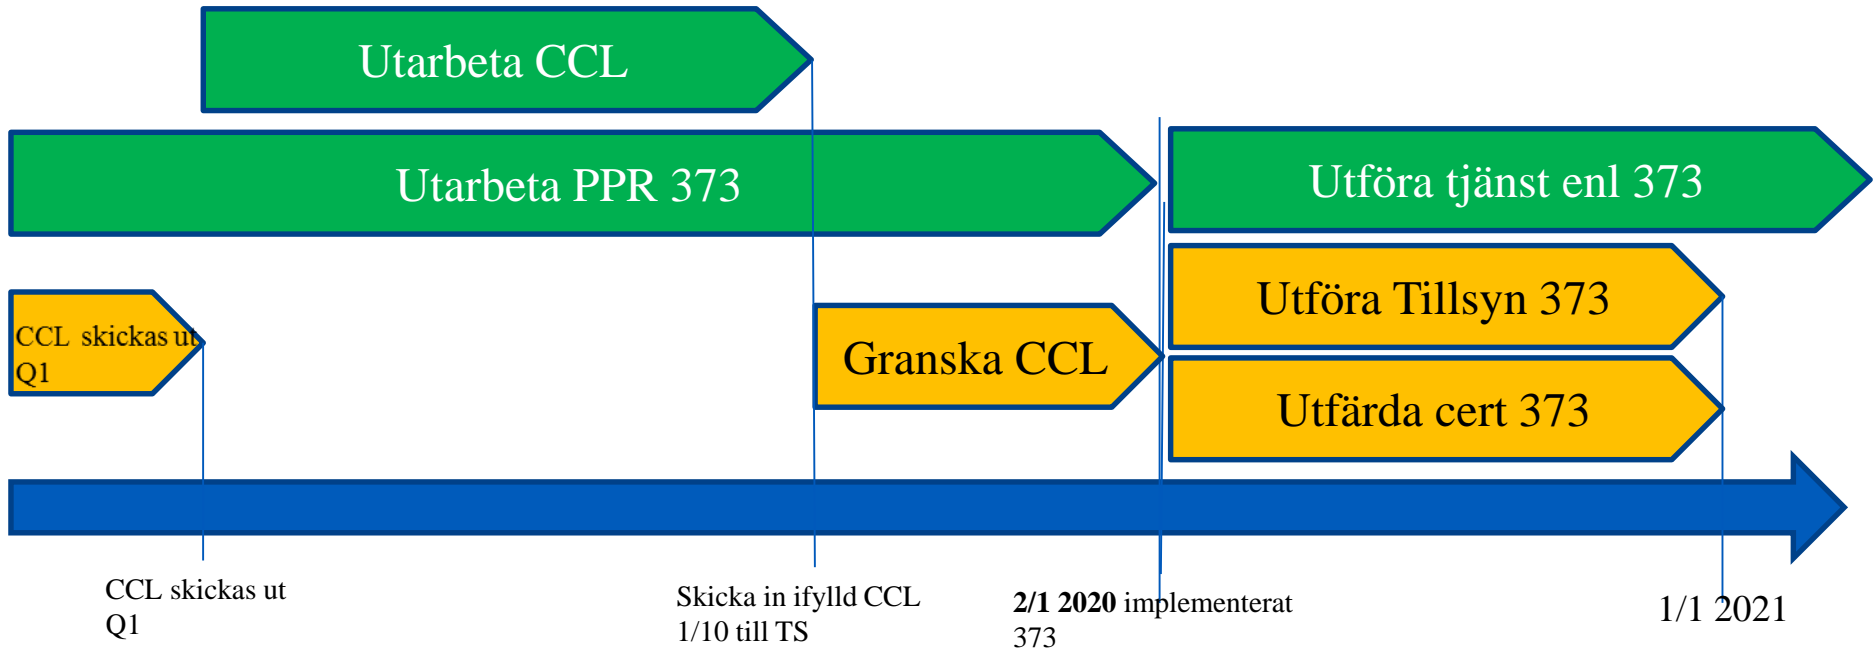 Utarbeta CCL
Utarbeta PPR 373
Utföra tjänst enl 373
Utföra Tillsyn 373
CCL skickas ut
Q1
Granska CCL
Utfärda cert 373
CCL skickas ut
Q1
Skicka in ifylld CCL
1/10 till TS
2/1 2020 implementerat
373
1/1 2021